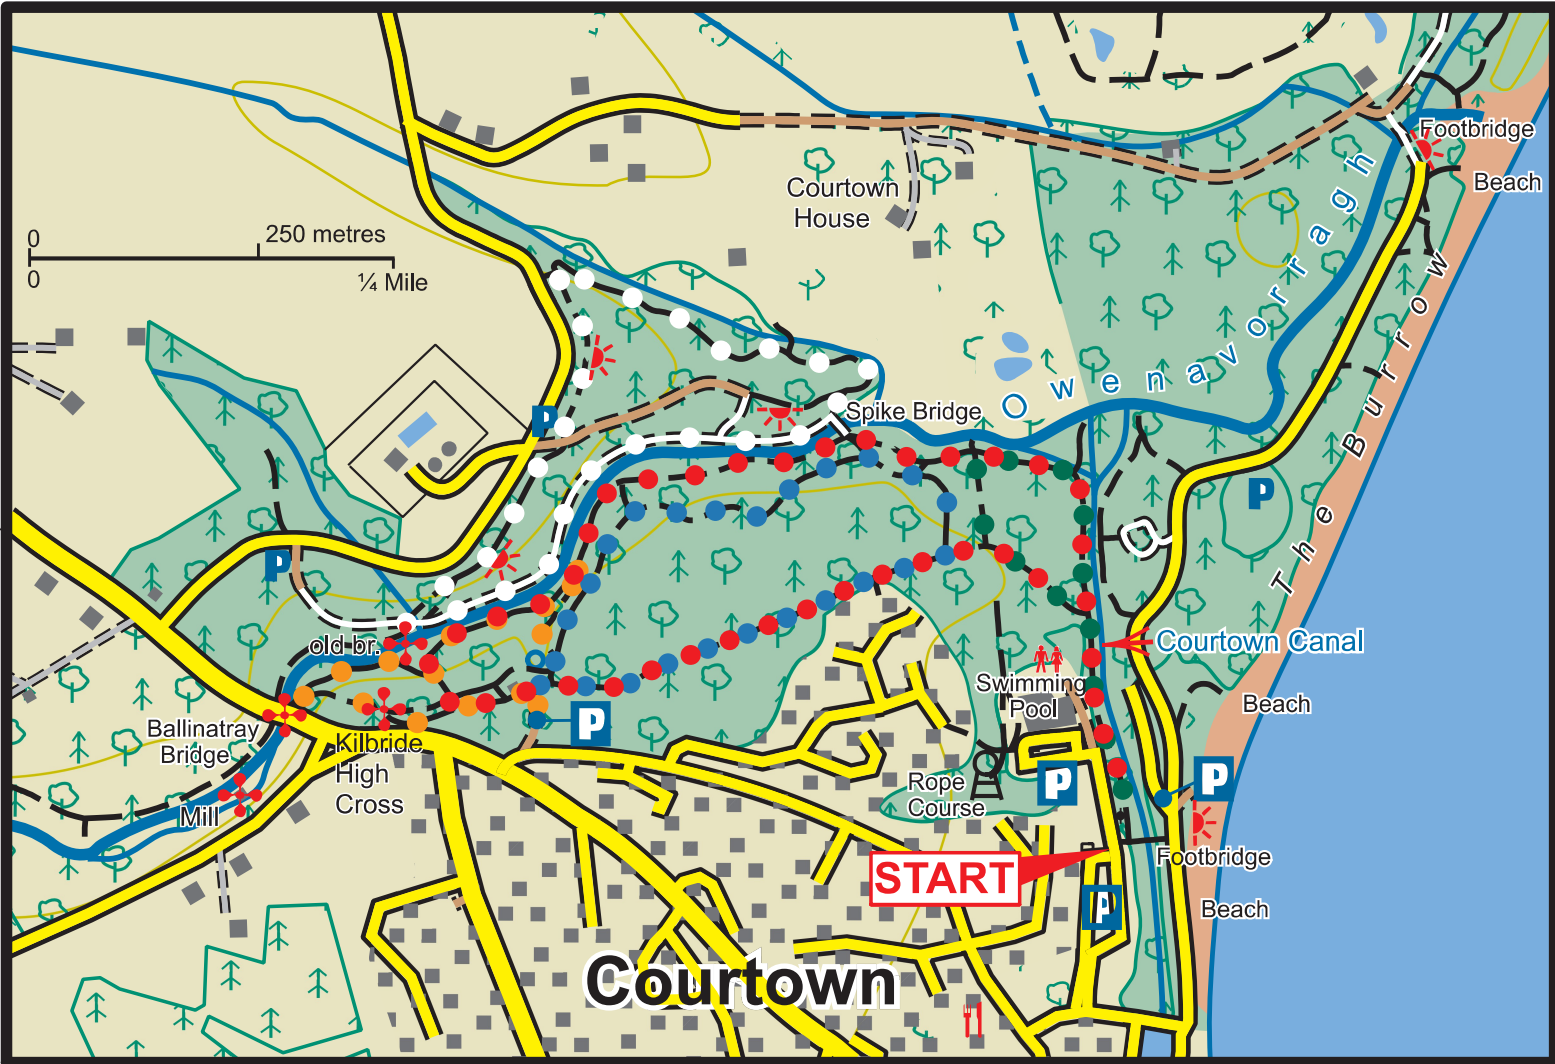 Footbridge
Beach
Courtown
House
0
250 metres
0
¼ Mile
Owenavorragh
The Burrow
P
Spike Bridge
P
P
old br.
Courtown Canal
Swimming
Pool
Beach
Ballinatray
Bridge
Kilbride
High
Cross
P
P
P
Rope
Course
Mill
START
Footbridge
P
Beach
Courtown